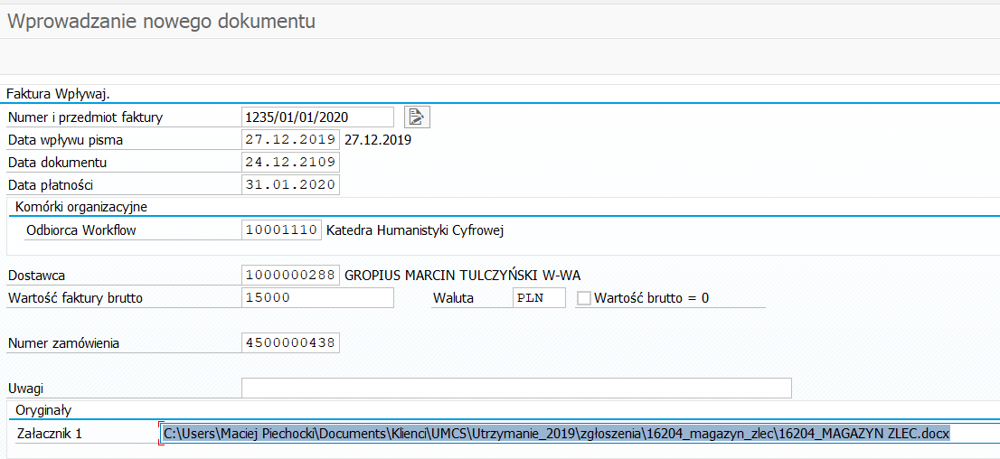 Wprowadzanie nowego dokumentu
Faktura Wpływaj.
Numer i przedmiot faktury 1235/01/01/2020
Data wpływu pisma 27.12.2019 27.12.2019
Data dokumentu 24.12.2109
Data płatności 31.01.2020
Komórki organizacyjne
Odbiorca Workflow 10001110 Katedra Humanistyki Cyfrowej
Dostawca 1000000288 GROPIUS MARCIN TULCZYŃSKI W-WA
Wartość faktury brutto 15000 Waluta PLN Wartość brutto = 0
Numer zamówienia 4500000438
Uwagi
Oryginały
Załacznik 1 C:\Users\Maciej Piechocki\Documents\Klienci\UMCS\Utrzymanie_2019\zgłoszenia\16204_magazyn_zlec\16204_MAGAZYN ZLEC.docx